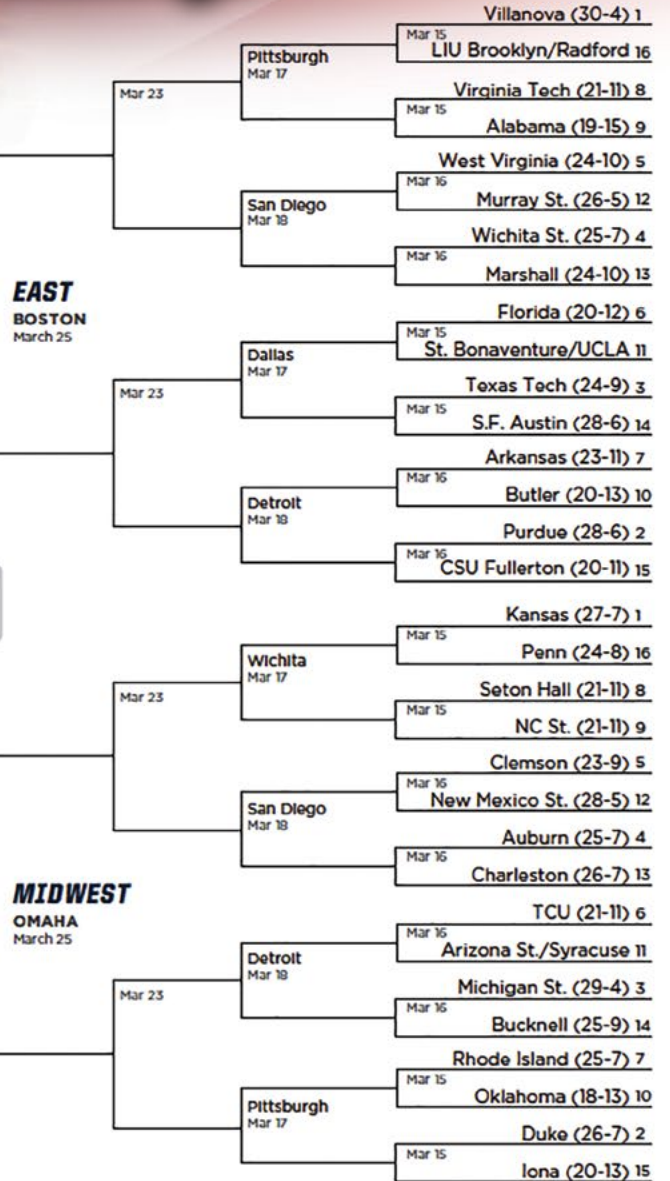 Villanova (30-4) 1
Mar 15
LIU Brooklyn/Radford 16
Pittsburgh
Mar 17
Mar 23
Virginia Tech (21-11) 8
Mar 15
Alabama (19-15) 9
West Virginia (24-10) 5
Mar 16
Murray St. (26-5) 12
San Diego
Mar 18
Wichita St. (25-7) 4
Mar 16
Marshall (24-10) 13
EAST
BOSTON
March 25
Florida (20-12) 6
Mar 15
St. Bonaventure/UCLA 11
Dallas
Mar 17
Mar 23
Texas Tech (24-9) 3
Mar 15
S.F. Austin (28-6) 14
Arkansas (23-11) 7
Mar 16
Butler (20-13) 10
Detroit
Mar 18
Purdue (28-6) 2
Mar 16
CSU Fullerton (20-11) 15
Kansas (27-7) 1
Mar 15
Penn (24-8) 16
Wichita
Mar 17
Mar 23
Seton Hall (21-11) 8
Mar 15
NC St. (21-11) 9
Clemson (23-9) 5
Mar 16
New Mexico St. (28-5) 12
San Diego
Mar 18
Auburn (25-7) 4
Mar 16
Charleston (26-7) 13
MIDWEST
OMAHA
March 25
TCU (21-11) 6
Mar 16
Arizona St./Syracuse 11
Detroit
Mar 18
Mar 23
Michigan St. (29-4) 3
Mar 16
Bucknell (25-9) 14
Rhode Island (25-7) 7
Mar 15
Oklahoma (18-13) 10
Pittsburgh
Mar 17
Duke (26-7) 2
Mar 15
Iona (20-13) 15